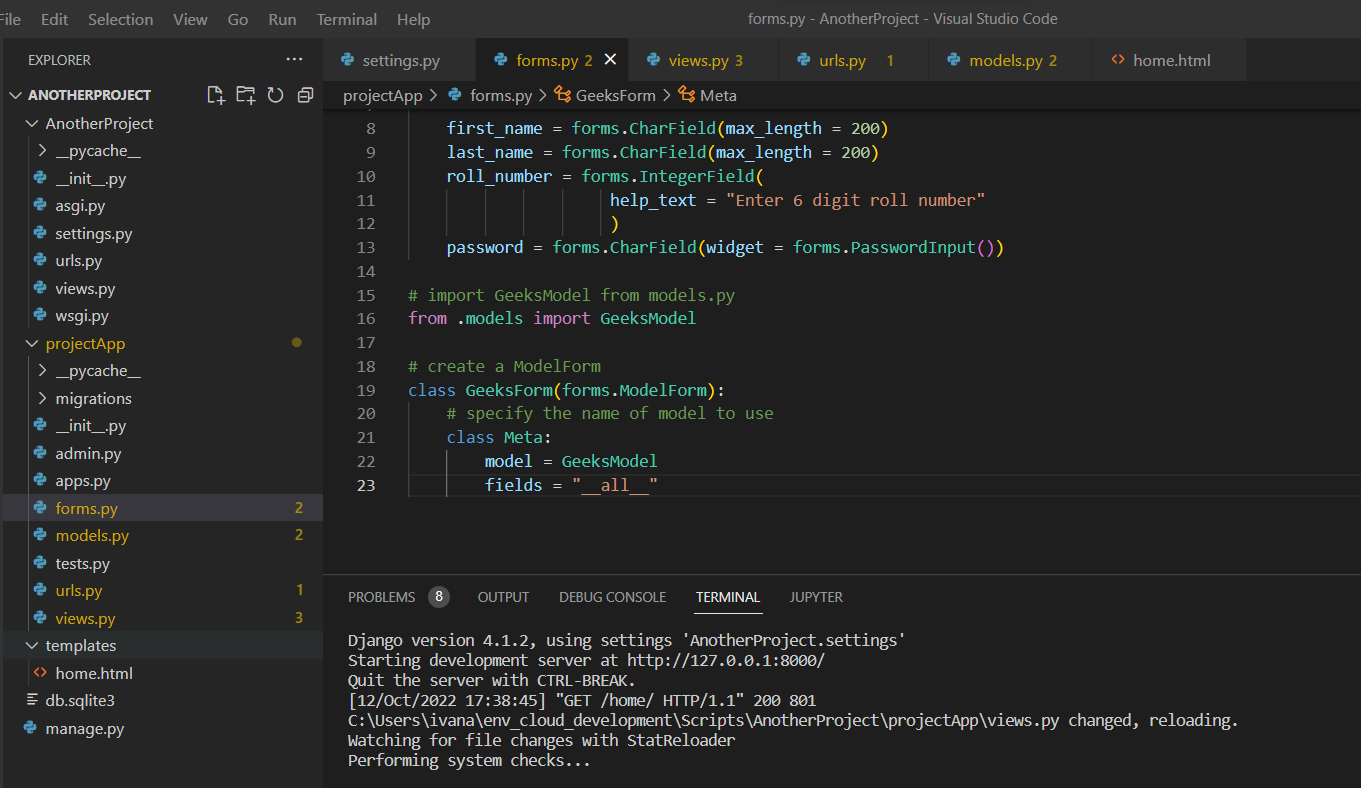 File Edit Selection View Go Run Terminal Help forms.py - AnotherProject - Visual Studio Code
EXPLORER ...
ANOTHERPROJECT
AnotherProject
__pycache__
__init__.py
asgi.py
settings.py
urls.py
views.py
wsgi.py
projectApp
__pycache__
migrations
__init__.py
admin.py
apps.py
forms.py 2
models.py 2
tests.py
urls.py 1
views.py 3
templates
home.html
db.sqlite3
manage.py
settings.py forms.py 2 views.py 3 urls.py 1 models.py 2 home.html
projectApp > forms.py > GeeksForm > Meta
8 first_name = forms.CharField(max_length = 200)
9 last_name = forms.CharField(max_length = 200)
10 roll_number = forms.IntegerField(
11 help_text = "Enter 6 digit roll number"
12 )
13 password = forms.CharField(widget = forms.PasswordInput())
14
15 # import GeeksModel from models.py
16 from .models import GeeksModel
17
18 # create a ModelForm
19 class GeeksForm(forms.ModelForm):
20 # specify the name of model to use
21 class Meta:
22 model = GeeksModel
23 fields = "__all__"
PROBLEMS 8 OUTPUT DEBUG CONSOLE TERMINAL JUPYTER
Django version 4.1.2, using settings 'AnotherProject.settings'
Starting development server at http://127.0.0.1:8000/
Quit the server with CTRL-BREAK.
[12/Oct/2022 17:38:45] "GET /home/ HTTP/1.1" 200 801
C:\Users\ivana\env_cloud_development\Scripts\AnotherProject\projectApp\views.py changed, reloading.
Watching for file changes with StatReloader
Performing system checks...